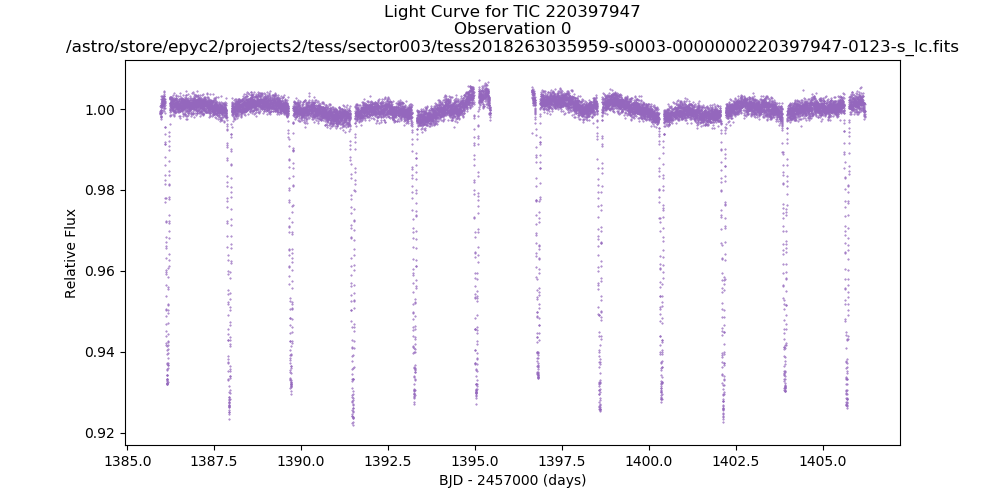 Light Curve for TIC 220397947
Observation 0
/astro/store/epyc2/projects2/tess/sector003/tess2018263035959-s0003-0000000220397947-0123-s_lc.fits
Relative Flux
1.00
0.98
0.96
0.94
0.92
1385.0 1387.5 1390.0 1392.5 1395.0 1397.5 1400.0 1402.5 1405.0
BJD - 2457000 (days)